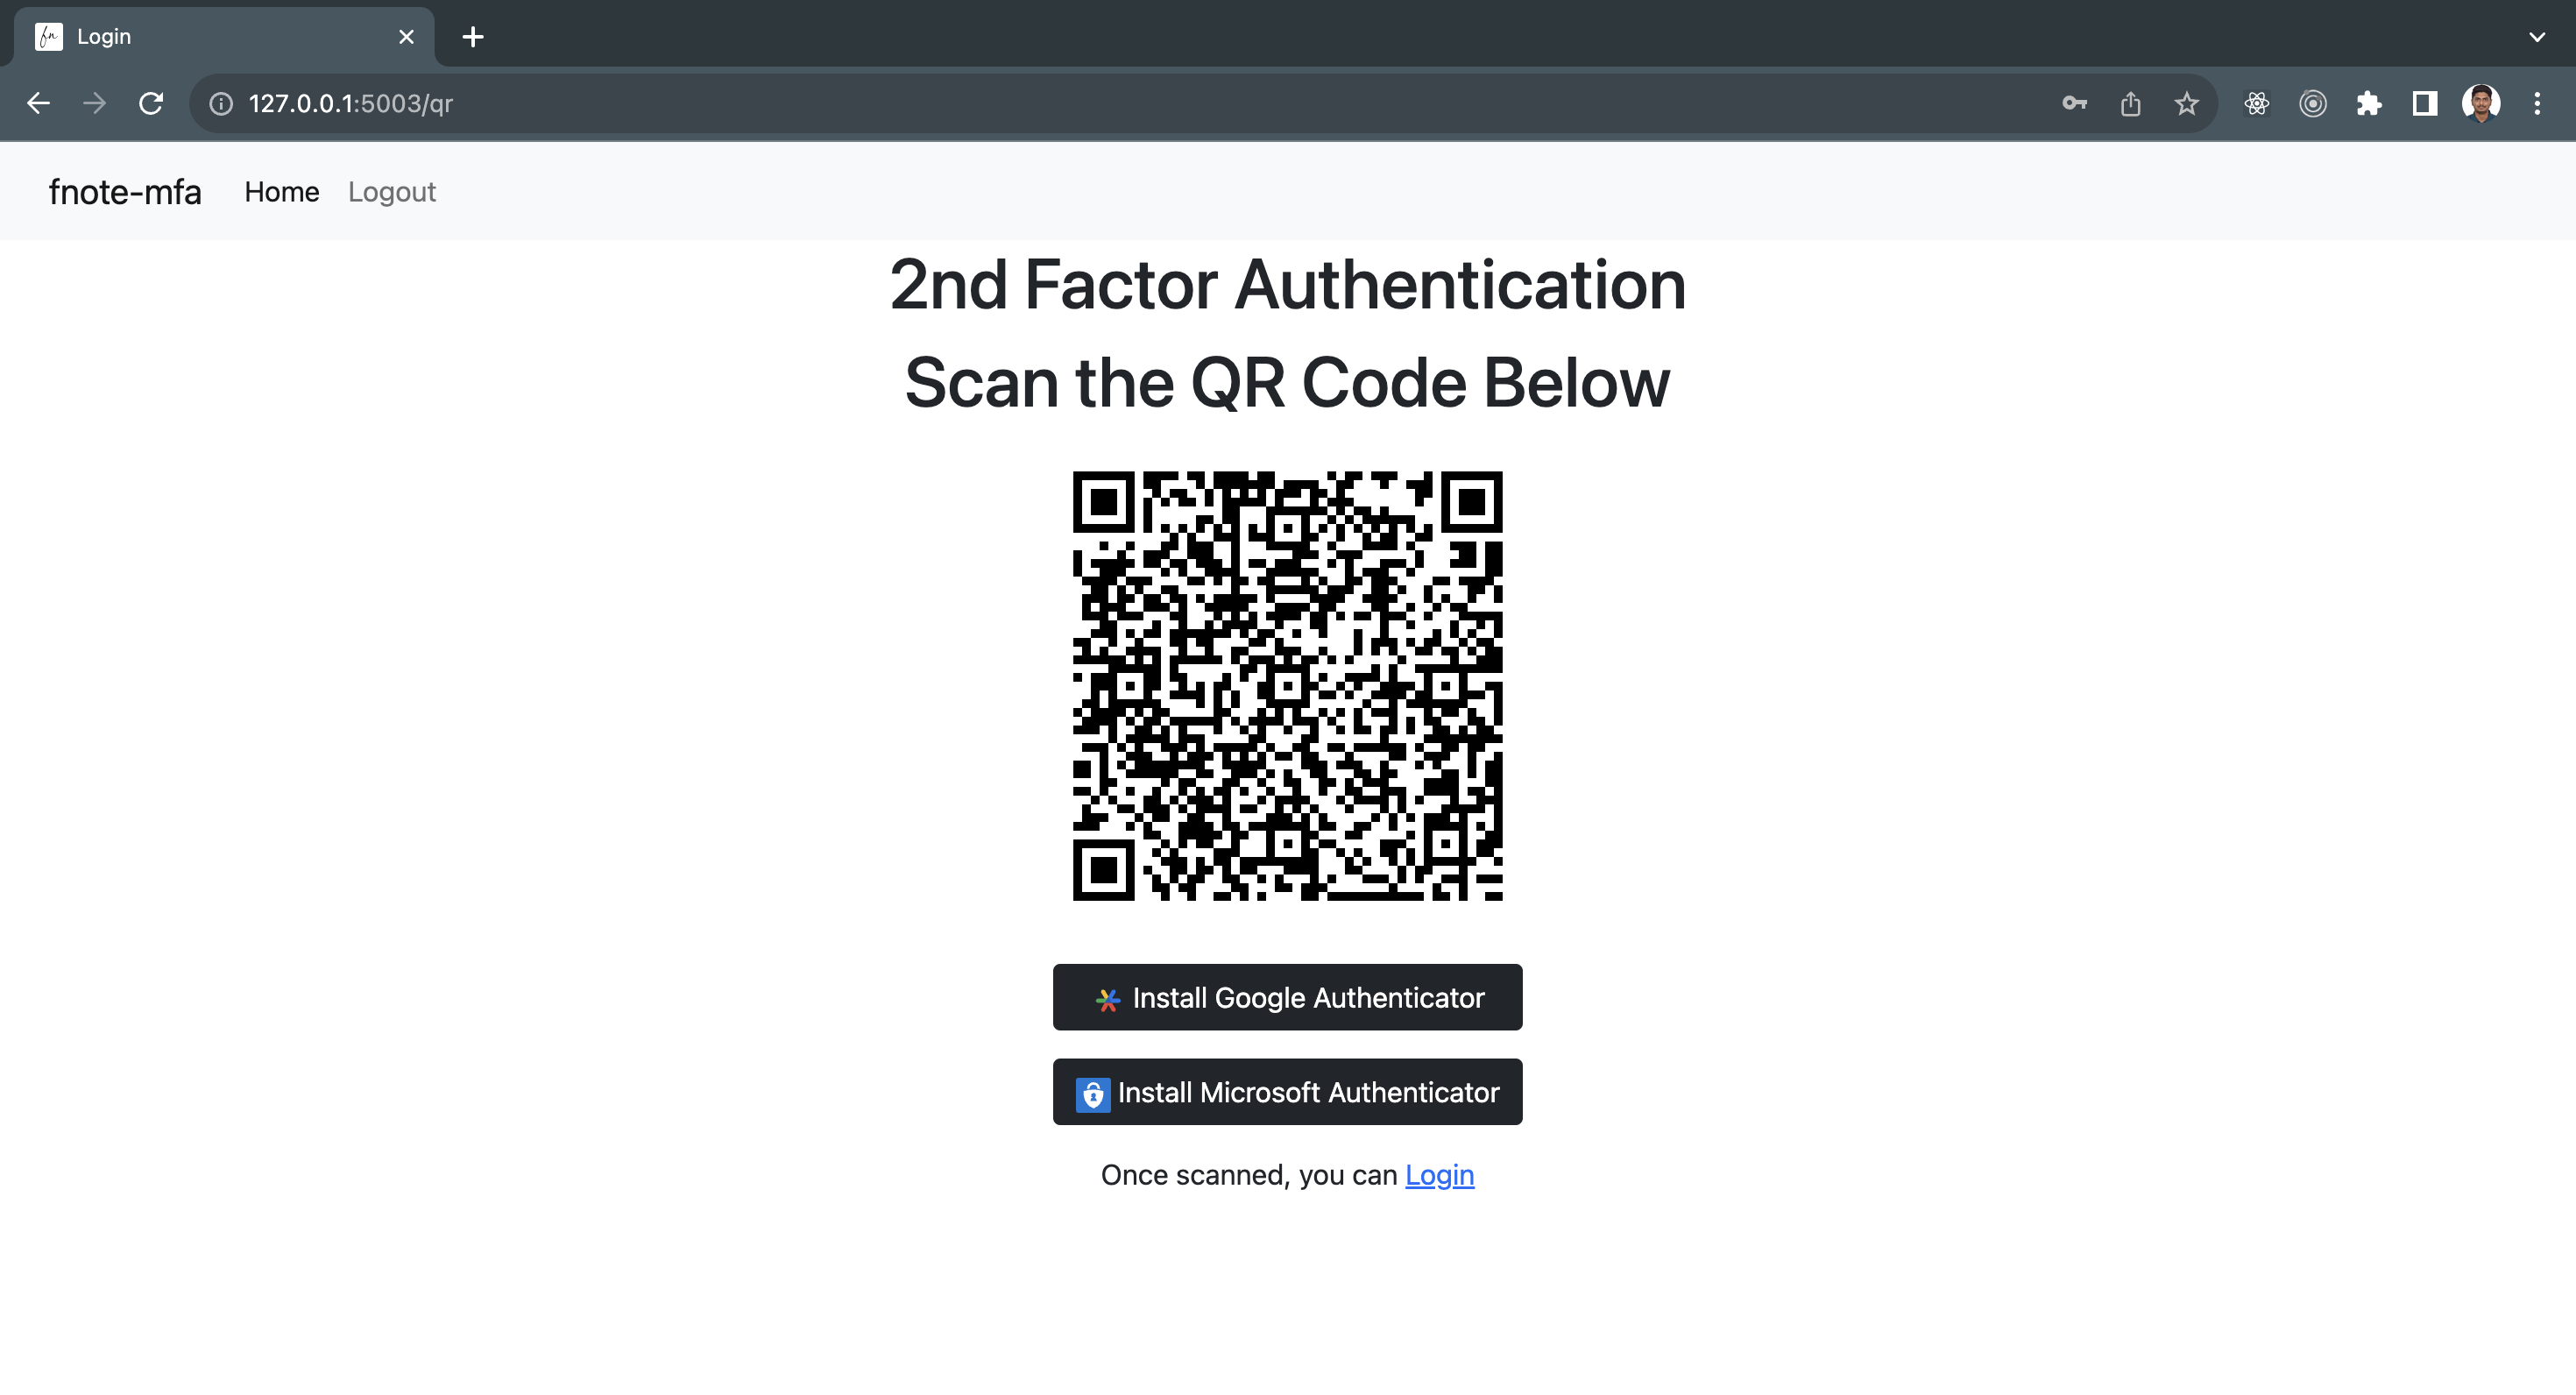 fn Login
127.0.0.1:5003/qr
fnote-mfa Home Logout
2nd Factor Authentication
Scan the QR Code Below
Install Google Authenticator
Install Microsoft Authenticator
Once scanned, you can Login